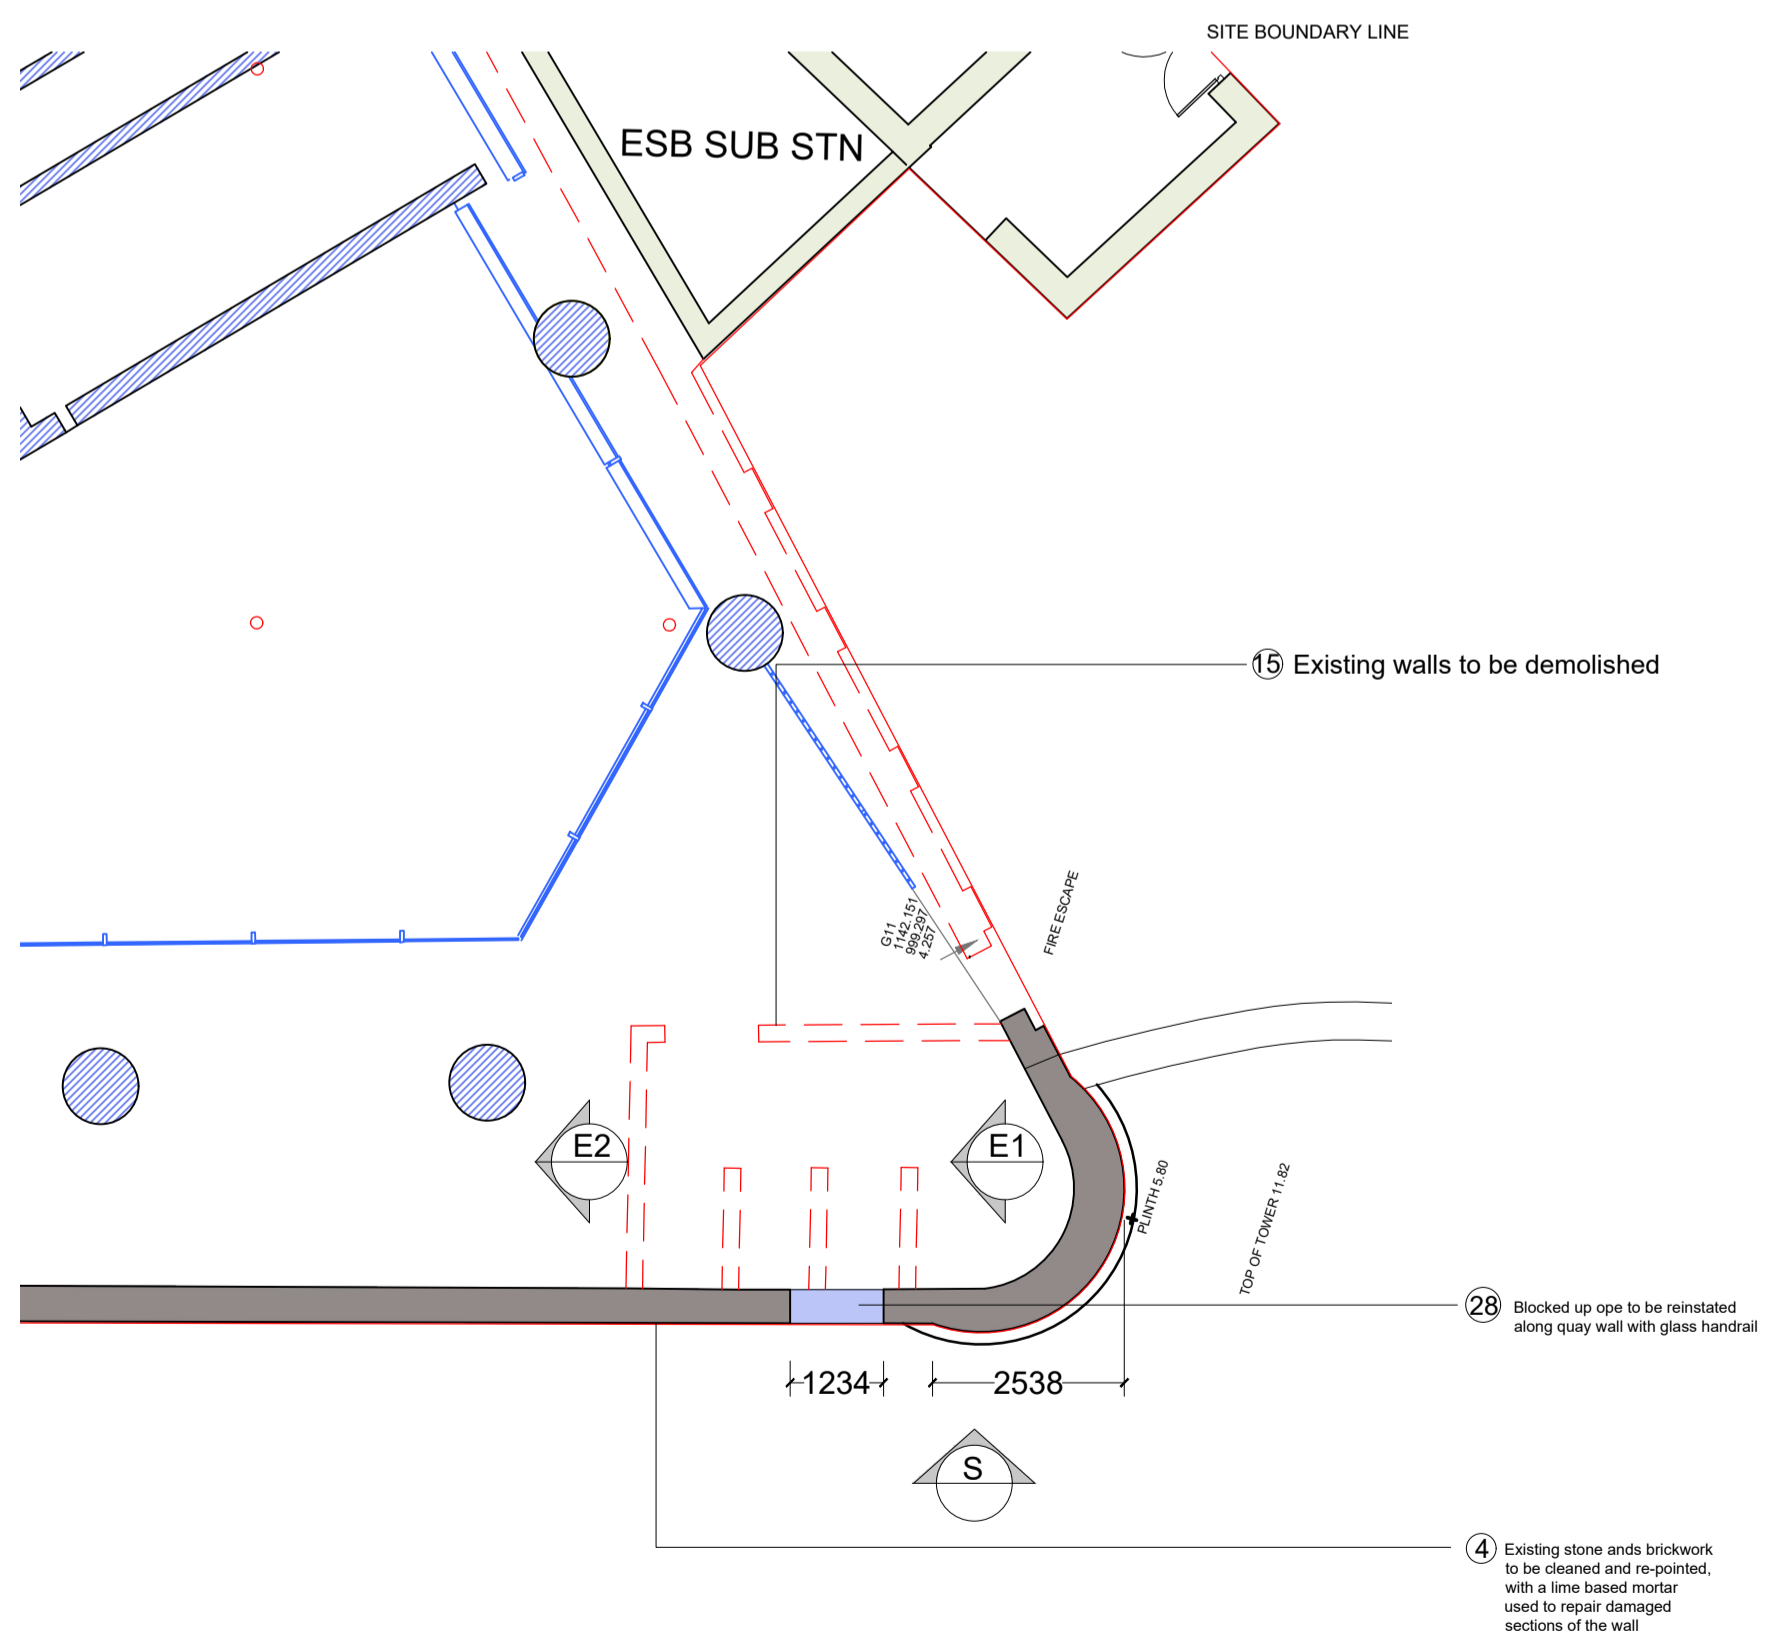 SITE BOUNDARY LINE
ESB SUB STN
15 Existing walls to be demolished
G11
1142.151
999.297
4.257
FIRE ESCAPE
E2
E1
PLINTH 5.80
TOP OF TOWER 11.82
28 Blocked up ope to be reinstated
along quay wall with glass handrail
1234
2538
S
4 Existing stone ands brickwork
to be cleaned and re-pointed,
with a lime based mortar
used to repair damaged
sections of the wall